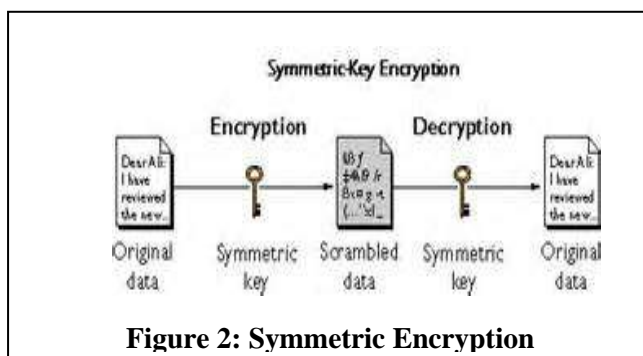 Symmetric-Key Encryption
Encryption
Decryption
Dear Ali:
I have
reviewed
the new...
Dear Ali:
I have
reviewed
the new...
Original
data
Symmetric
key
Scrambled
data
Symmetric
key
Original
data
Figure 2: Symmetric Encryption